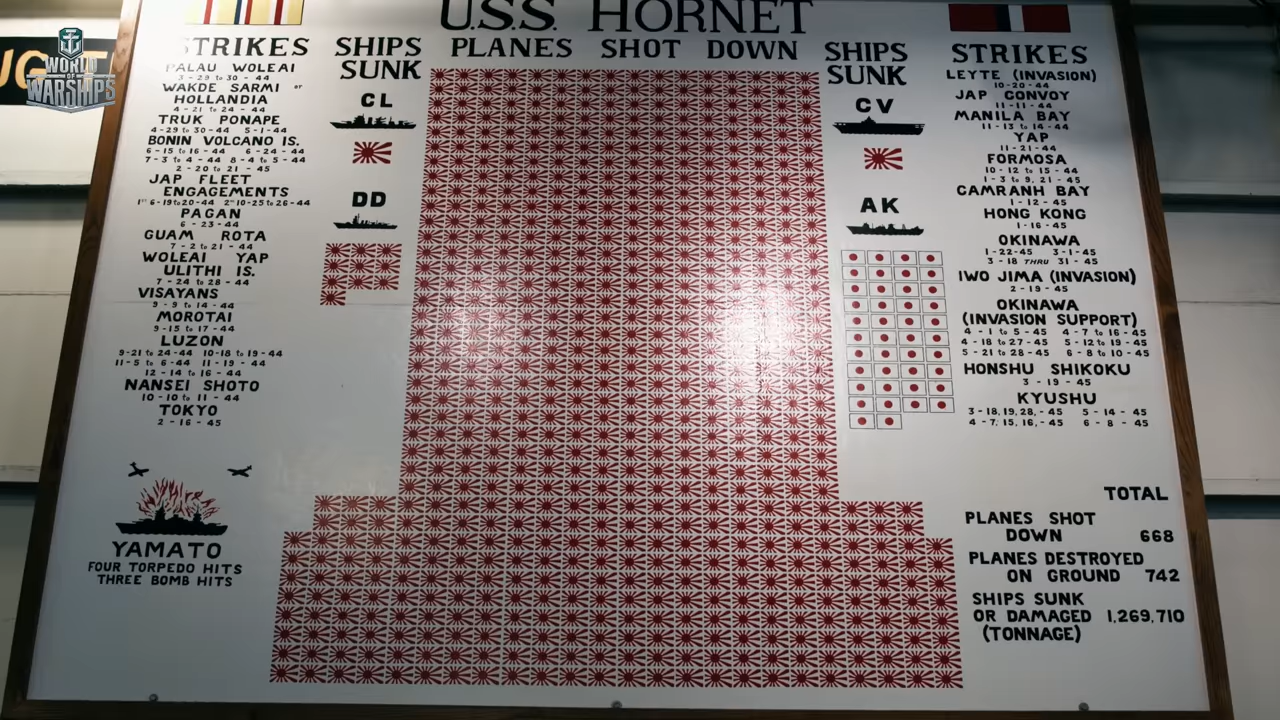 U.S.S. HORNET
PLANES SHOT DOWN
WORLD
OF
WARSHIPS
STRIKES
PALAU WOLEAI
3-29 to 30-44
WAKDE SARMI
HOLLANDIA
4-21 to 24-44
TRUK PONAPE
4-29 to 30-44 5-1-44
BONIN VOLCANO IS.
6-15 to 16-44 6-24-44
7-3 to 4-44 8-4 to 5-44
2-20 to 21-45
JAP FLEET
ENGAGEMENTS
1st 6-19to20-44 2nd 10-25 to 26-44
PAGAN
6-23-44
GUAM ROTA
7-2 to 21-44
WOLEAI YAP
ULITHI IS.
7-24 to 28-44
VISAYANS
9-9 to 14-44
MOROTAI
9-15 to 17-44
LUZON
9-21 to 24-44 10-18 to 19-44
11-5 to 6-44 11-19-44
12-14 to 16-44
NANSEI SHOTO
10-10 to 11-44
TOKYO
2-16-45
YAMATO
FOUR TORPEDO HITS
THREE BOMB HITS
SHIPS
SUNK
CL
DD
SHIPS
SUNK
CV
AK
STRIKES
LEYTE (INVASION)
10-20-44
JAP CONVOY
11-11-44
MANILA BAY
11-13 to 14-44
YAP
11-21-44
FORMOSA
10-12 to 15-44
1-3 to 9, 21-45
CAMRANH BAY
1-12-45
HONG KONG
1-16-45
OKINAWA
1-22-45 3-1-45
3-18 THRU 31-45
IWO JIMA (INVASION)
2-19-45
OKINAWA
(INVASION SUPPORT)
4-1 to 5-45 4-7 to 16-45
4-18 to 27-45 5-12 to 19-45
5-21 to 28-45 6-8 to 10-45
HONSHU SHIKOKU
3-19-45
KYUSHU
3-18,19,28,-45 5-14-45
4-7, 15, 16,-45 6-8-45
TOTAL
PLANES SHOT
DOWN 668
PLANES DESTROYED
ON GROUND 742
SHIPS SUNK
OR DAMAGED 1,269,710
(TONNAGE)